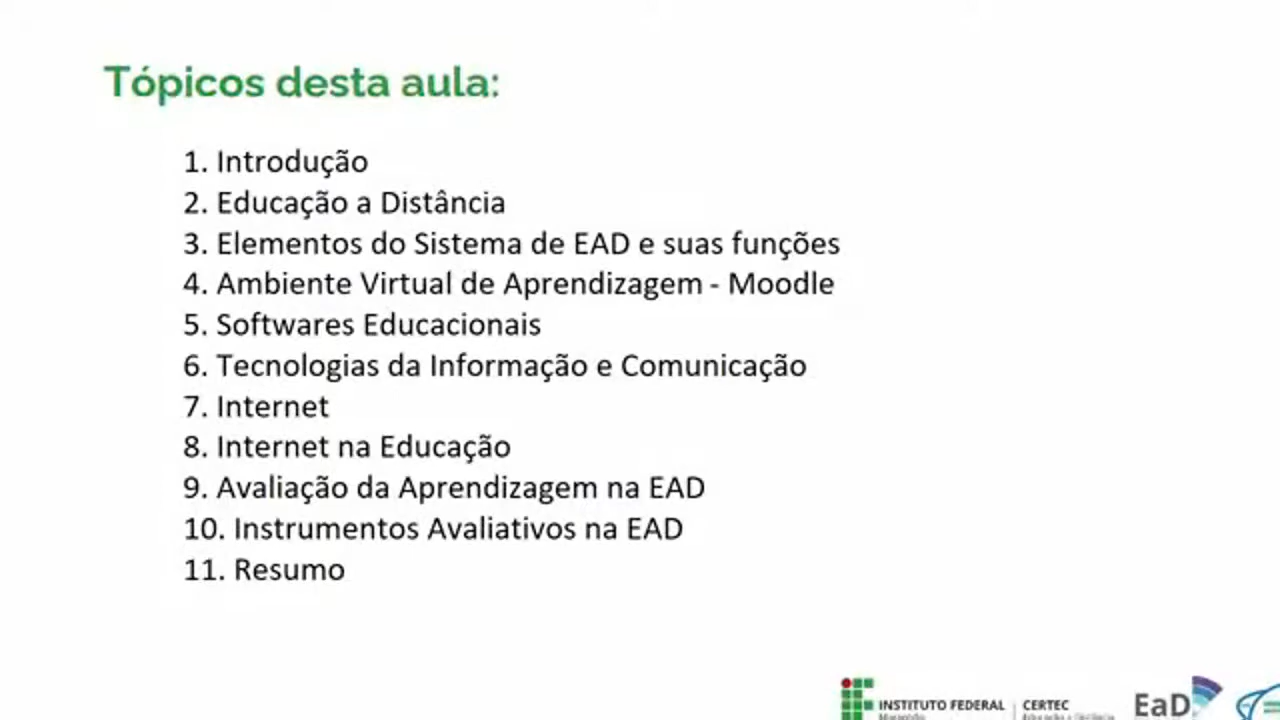 Tópicos desta aula:
1. Introdução
2. Educação a Distância
3. Elementos do Sistema de EAD e suas funções
4. Ambiente Virtual de Aprendizagem - Moodle
5. Softwares Educacionais
6. Tecnologias da Informação e Comunicação
7. Internet
8. Internet na Educação
9. Avaliação da Aprendizagem na EAD
10. Instrumentos Avaliativos na EAD
11. Resumo
INSTITUTO FEDERAL
CERTEC
EaD